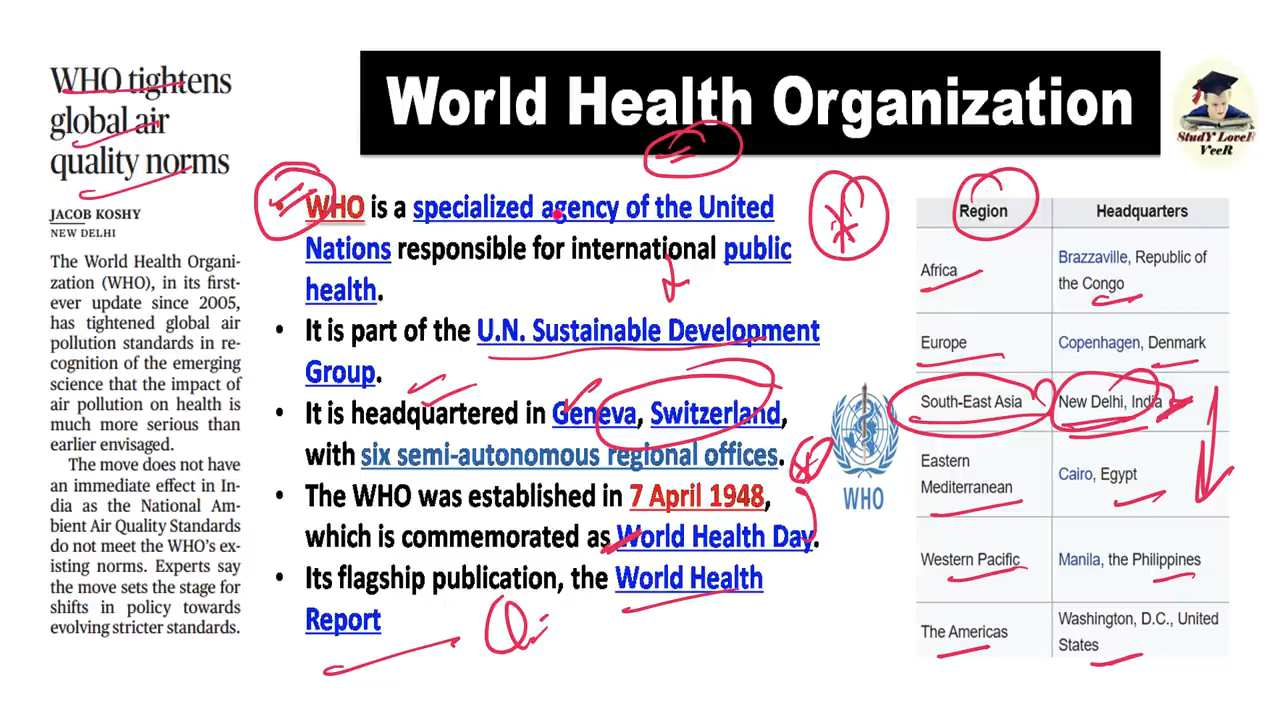 World Health Organization
StudY LoveR
VeeR
WHO tightens
global air
quality norms
JACOB KOSHY
NEW DELHI
The World Health Organi-
zation (WHO), in its first-
ever update since 2005,
has tightened global air
pollution standards in re-
cognition of the emerging
science that the impact of
air pollution on health is
much more serious than
earlier envisaged.
The move does not have
an immediate effect in In-
dia as the National Am-
bient Air Quality Standards
do not meet the WHO's ex-
isting norms. Experts say
the move sets the stage for
shifts in policy towards
evolving stricter standards.
• WHO is a specialized agency of the United
Nations responsible for international public
health.
• It is part of the U.N. Sustainable Development
Group.
• It is headquartered in Geneva, Switzerland,
with six semi-autonomous regional offices.
• The WHO was established in 7 April 1948,
which is commemorated as World Health Day.
• Its flagship publication, the World Health
Report
WHO
Region Headquarters
Africa Brazzaville, Republic of
the Congo
Europe Copenhagen, Denmark
South-East Asia New Delhi, India
Eastern
Mediterranean Cairo, Egypt
Western Pacific Manila, the Philippines
The Americas Washington, D.C., United
States